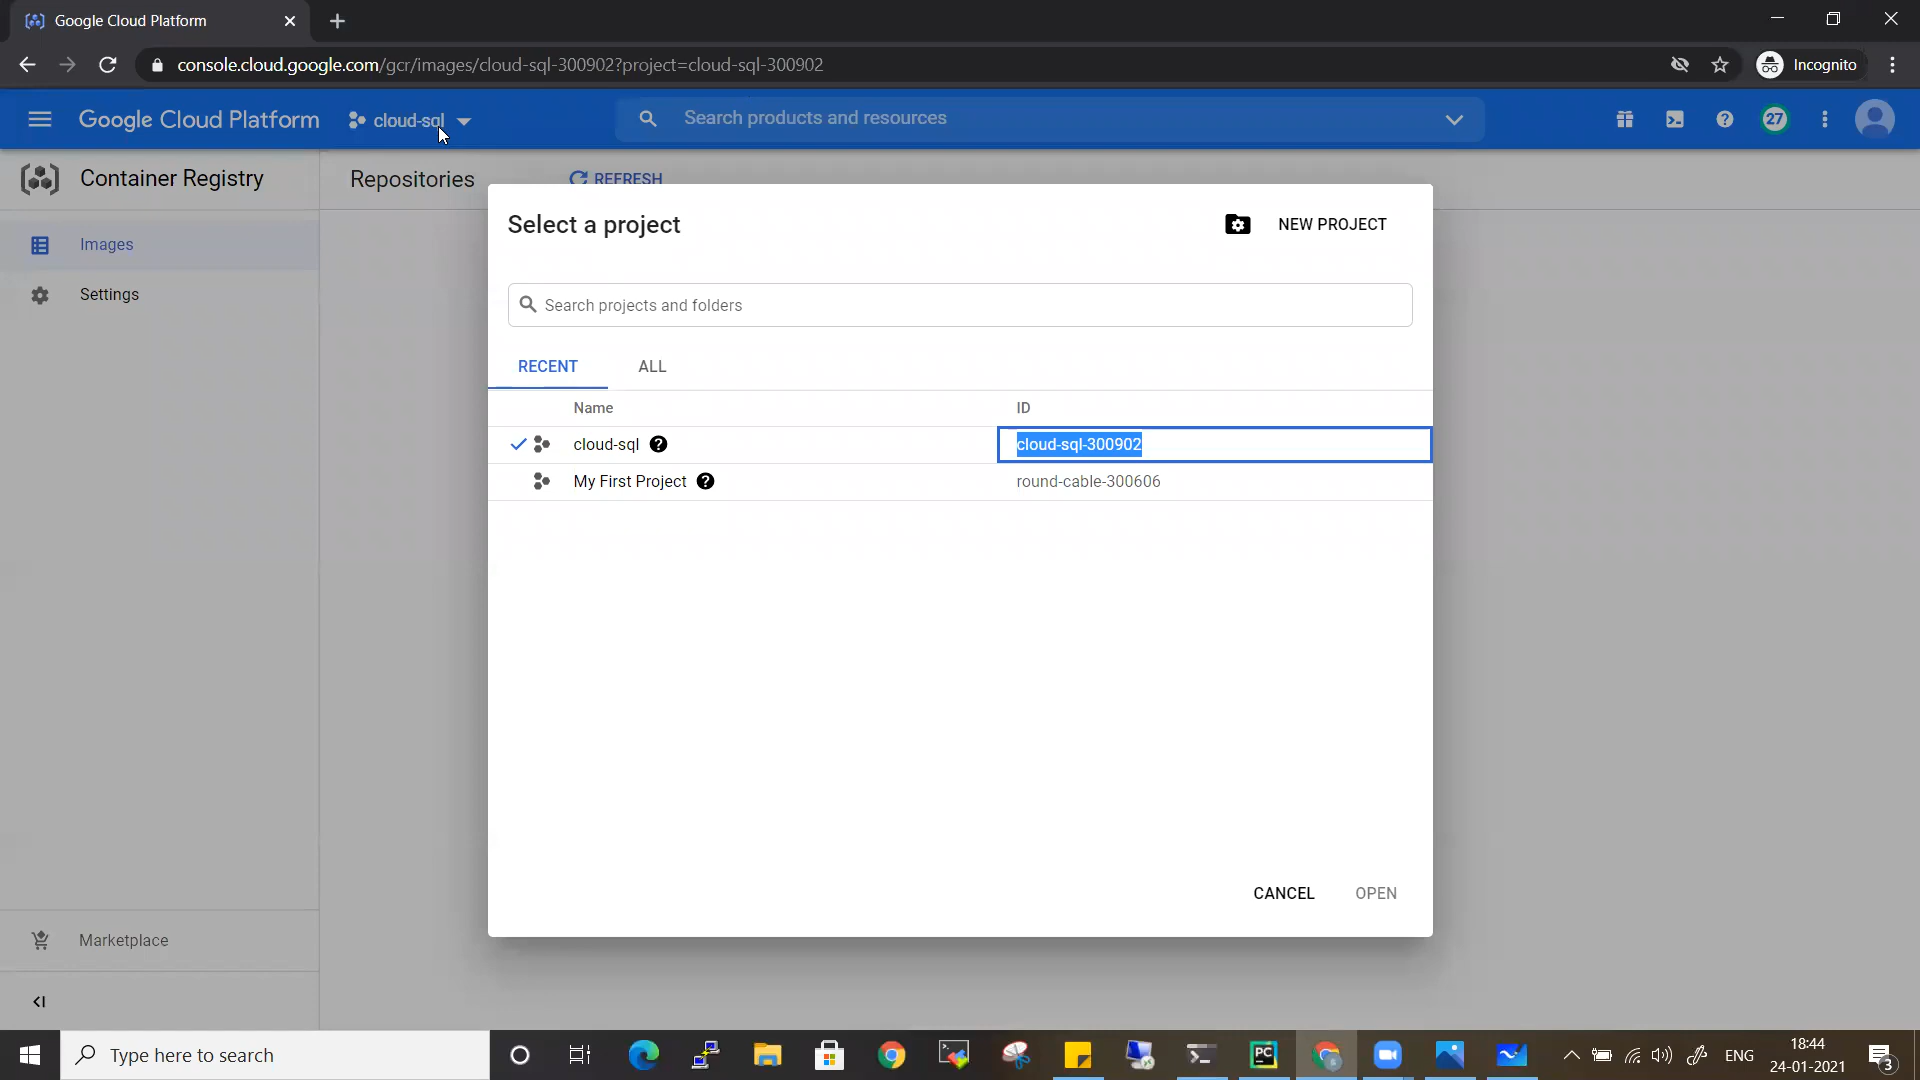 Google Cloud Platform
console.cloud.google.com/gcr/images/cloud-sql-300902?project=cloud-sql-300902
Incognito
Google Cloud Platform
cloud-sql
Search products and resources
27
Container Registry
Repositories
REFRESH
Images
Settings
Select a project
NEW PROJECT
Search projects and folders
RECENT
ALL
Name
ID
cloud-sql
cloud-sql-300902
My First Project
round-cable-300606
CANCEL
OPEN
Marketplace
Type here to search
PC
ENG
18:44
24-01-2021
3